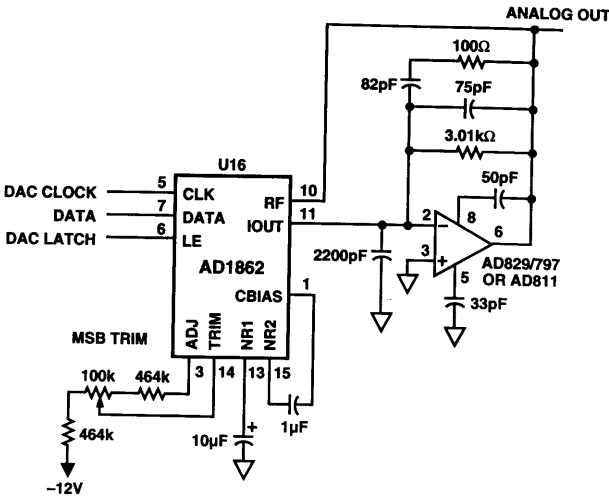 ANALOG OUT
100Ω
82pF
75pF
3.01kΩ
U16
50pF
DAC CLOCK 5 CLK RF 10
DATA 7 DATA IOUT 11 2 − 8 6
DAC LATCH 6 LE 2200pF 3 +
AD1862 AD829/797
OR AD811
CBIAS 1 5
33pF
MSB TRIM ADJ TRIM NR1 NR2
3 14 13 15
100k 464k
1µF
464k 10µF +
−12V